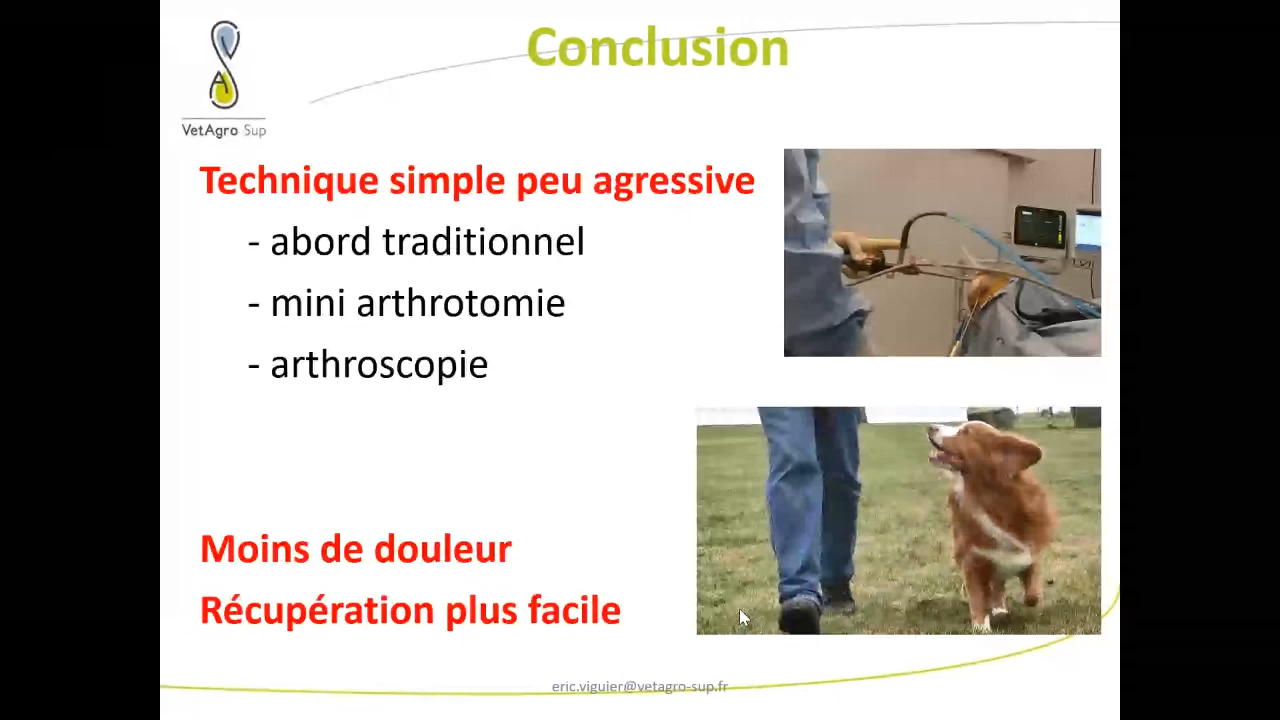 Conclusion
VetAgro Sup
Technique simple peu agressive
- abord traditionnel
- mini arthrotomie
- arthroscopie
Moins de douleur
Récupération plus facile
eric.viguier@vetagro-sup.fr